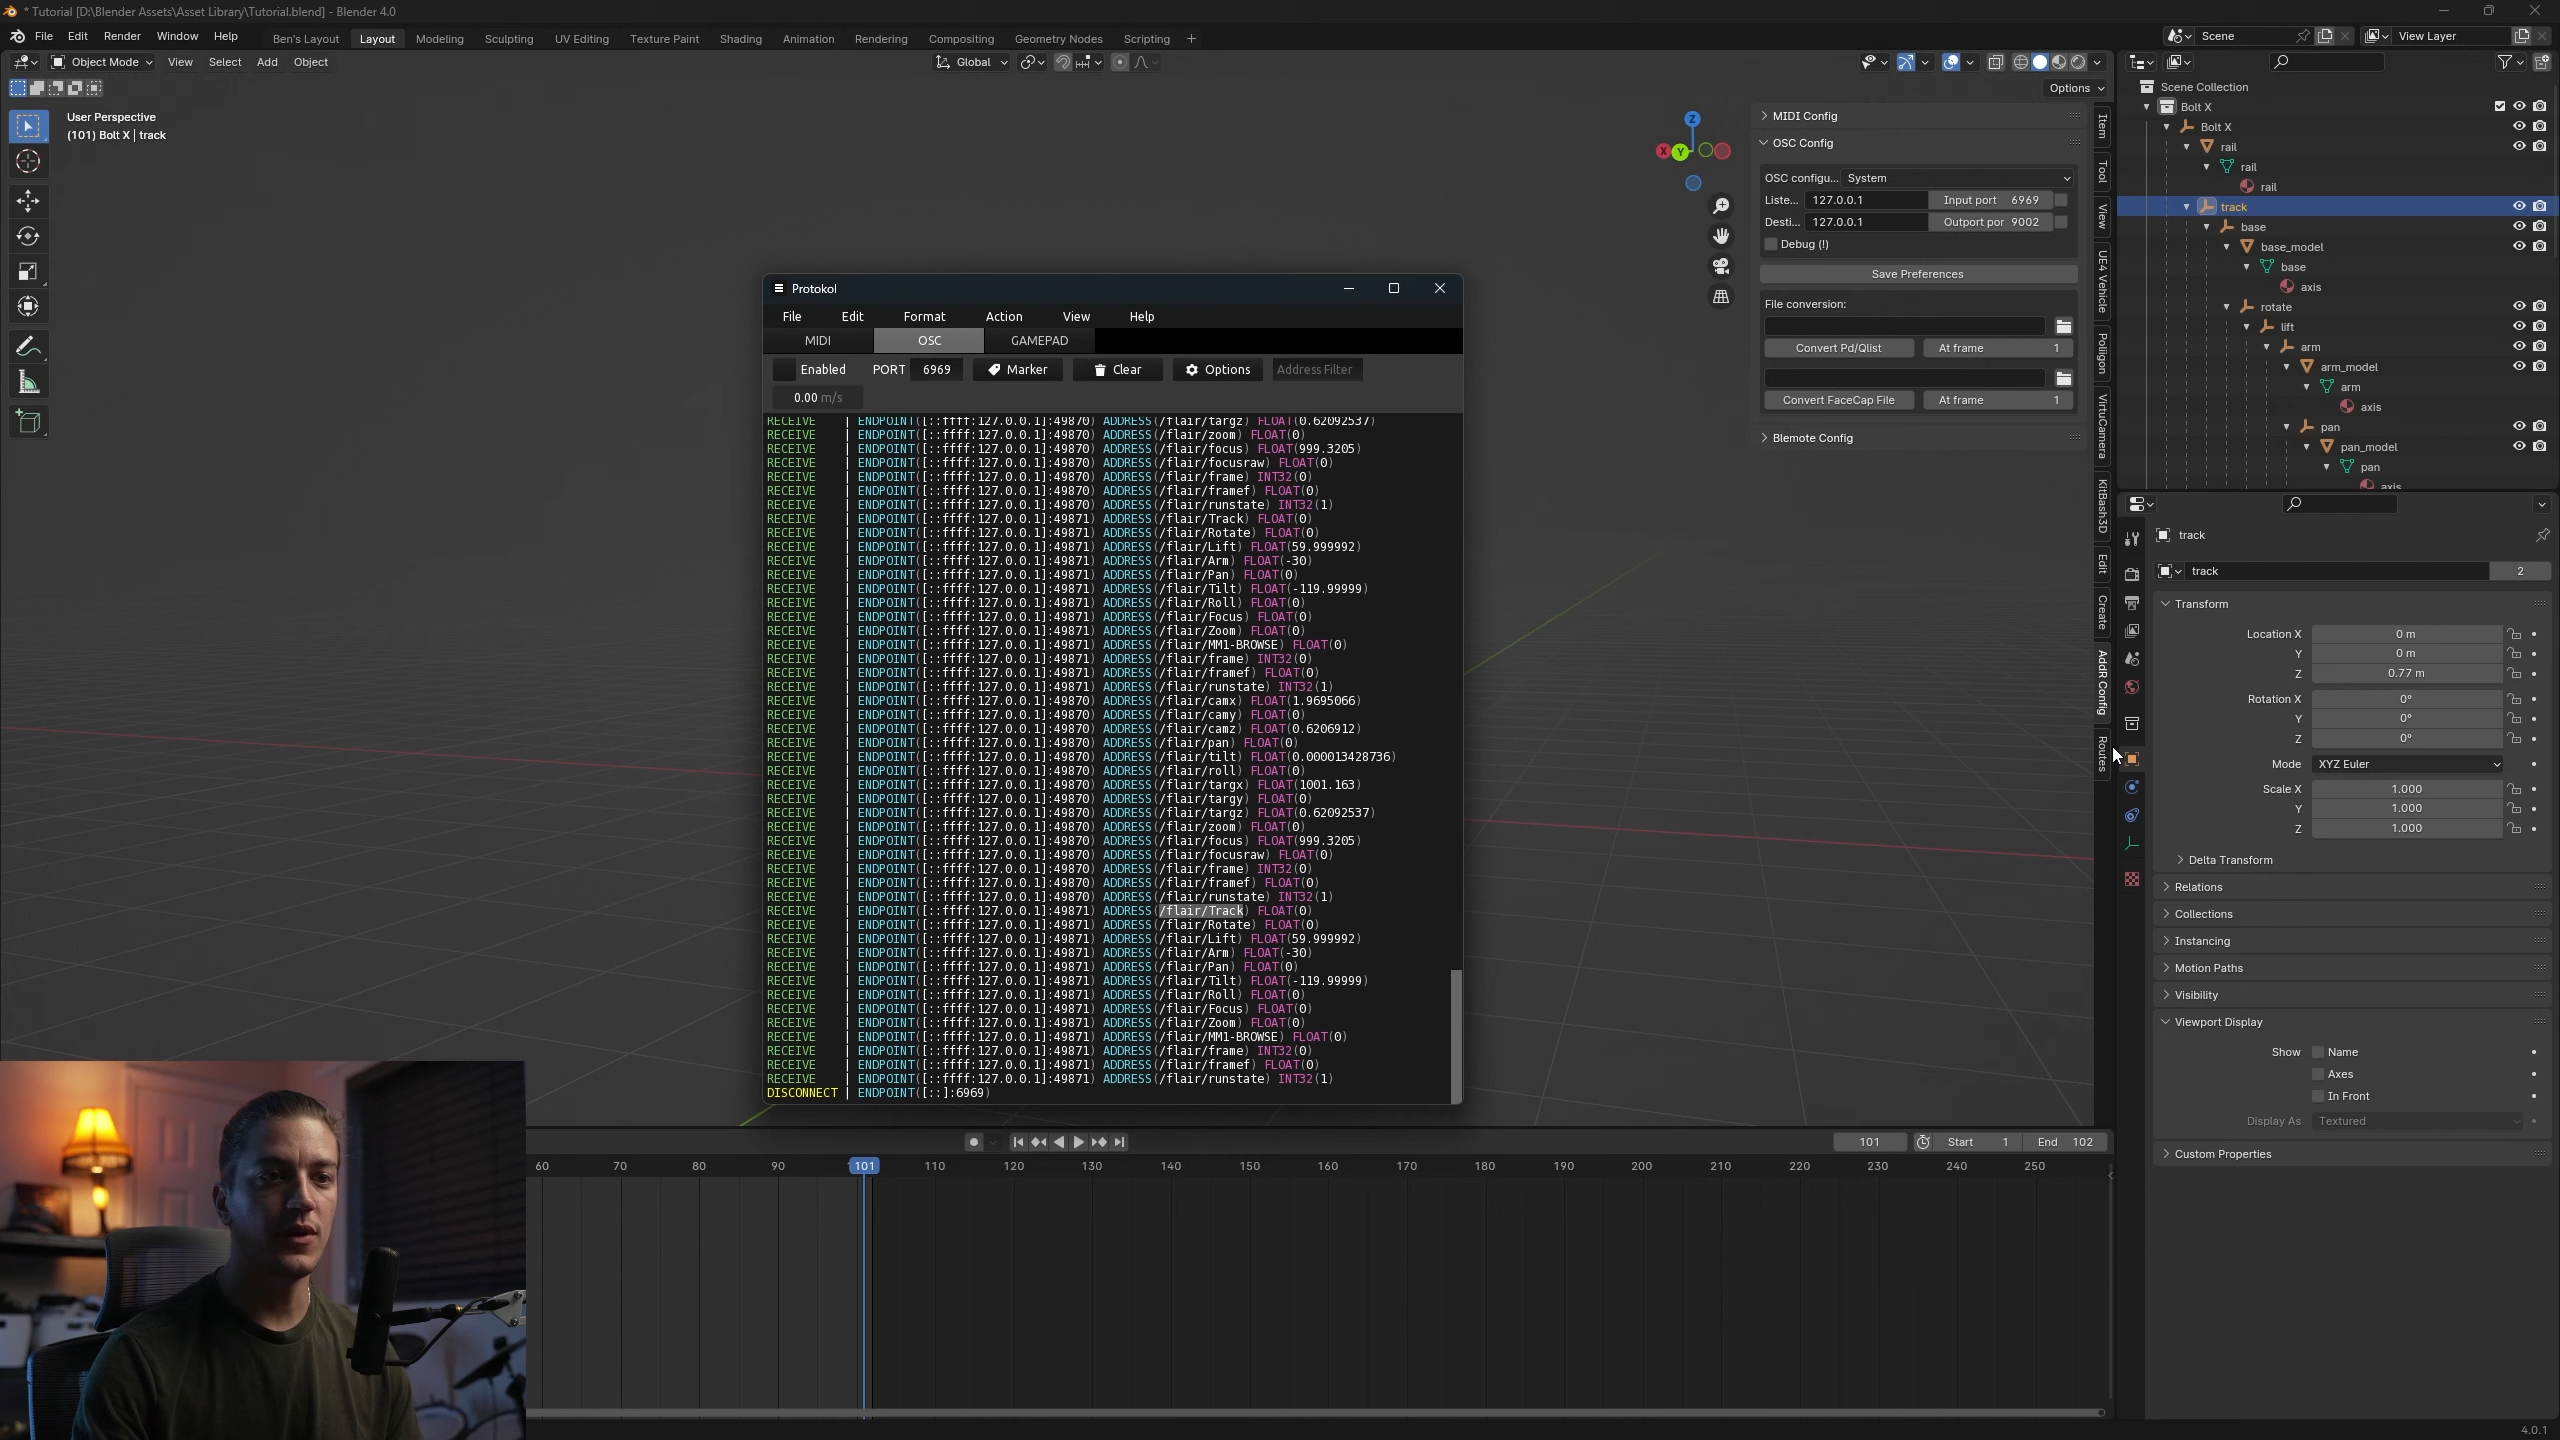 * Tutorial [D:\Blender Assets\Asset Library\Tutorial.blend] - Blender 4.0
File Edit Render Window Help
Ben's Layout Layout Modeling Sculpting UV Editing Texture Paint Shading Animation Rendering Compositing Geometry Nodes Scripting +
Scene View Layer
Object Mode View Select Add Object
Global
Options
User Perspective
(101) Bolt X | track
Z
X
Y
MIDI Config
OSC Config
OSC configu... System
Liste... 127.0.0.1 Input port 6969
Desti... 127.0.0.1 Outport por 9002
Debug (!)
Save Preferences
File conversion:
Convert Pd/Qlist At frame 1
Convert FaceCap File At frame 1
Blemote Config
Item
Tool
View
UE4 Vehicle
Poliigon
VirtuCamera
KitBash3D
Edit
Create
AddR Config
Routes
Protokol
File Edit Format Action View Help
MIDI OSC GAMEPAD
Enabled PORT 6969 Marker Clear Options Address Filter
0.00 m/s
RECEIVE | ENDPOINT([::ffff:127.0.0.1]:49870) ADDRESS(/flair/targz) FLOAT(0.62092537)
RECEIVE | ENDPOINT([::ffff:127.0.0.1]:49870) ADDRESS(/flair/zoom) FLOAT(0)
RECEIVE | ENDPOINT([::ffff:127.0.0.1]:49870) ADDRESS(/flair/focus) FLOAT(999.3205)
RECEIVE | ENDPOINT([::ffff:127.0.0.1]:49870) ADDRESS(/flair/focusraw) FLOAT(0)
RECEIVE | ENDPOINT([::ffff:127.0.0.1]:49870) ADDRESS(/flair/frame) INT32(0)
RECEIVE | ENDPOINT([::ffff:127.0.0.1]:49870) ADDRESS(/flair/framef) FLOAT(0)
RECEIVE | ENDPOINT([::ffff:127.0.0.1]:49870) ADDRESS(/flair/runstate) INT32(1)
RECEIVE | ENDPOINT([::ffff:127.0.0.1]:49871) ADDRESS(/flair/Track) FLOAT(0)
RECEIVE | ENDPOINT([::ffff:127.0.0.1]:49871) ADDRESS(/flair/Rotate) FLOAT(0)
RECEIVE | ENDPOINT([::ffff:127.0.0.1]:49871) ADDRESS(/flair/Lift) FLOAT(59.999992)
RECEIVE | ENDPOINT([::ffff:127.0.0.1]:49871) ADDRESS(/flair/Arm) FLOAT(-30)
RECEIVE | ENDPOINT([::ffff:127.0.0.1]:49871) ADDRESS(/flair/Pan) FLOAT(0)
RECEIVE | ENDPOINT([::ffff:127.0.0.1]:49871) ADDRESS(/flair/Tilt) FLOAT(-119.99999)
RECEIVE | ENDPOINT([::ffff:127.0.0.1]:49871) ADDRESS(/flair/Roll) FLOAT(0)
RECEIVE | ENDPOINT([::ffff:127.0.0.1]:49871) ADDRESS(/flair/Focus) FLOAT(0)
RECEIVE | ENDPOINT([::ffff:127.0.0.1]:49871) ADDRESS(/flair/Zoom) FLOAT(0)
RECEIVE | ENDPOINT([::ffff:127.0.0.1]:49871) ADDRESS(/flair/MM1-BROWSE) FLOAT(0)
RECEIVE | ENDPOINT([::ffff:127.0.0.1]:49871) ADDRESS(/flair/frame) INT32(0)
RECEIVE | ENDPOINT([::ffff:127.0.0.1]:49871) ADDRESS(/flair/framef) FLOAT(0)
RECEIVE | ENDPOINT([::ffff:127.0.0.1]:49871) ADDRESS(/flair/runstate) INT32(1)
RECEIVE | ENDPOINT([::ffff:127.0.0.1]:49870) ADDRESS(/flair/camx) FLOAT(1.9695066)
RECEIVE | ENDPOINT([::ffff:127.0.0.1]:49870) ADDRESS(/flair/camy) FLOAT(0)
RECEIVE | ENDPOINT([::ffff:127.0.0.1]:49870) ADDRESS(/flair/camz) FLOAT(0.6206912)
RECEIVE | ENDPOINT([::ffff:127.0.0.1]:49870) ADDRESS(/flair/pan) FLOAT(0)
RECEIVE | ENDPOINT([::ffff:127.0.0.1]:49870) ADDRESS(/flair/tilt) FLOAT(0.000013428736)
RECEIVE | ENDPOINT([::ffff:127.0.0.1]:49870) ADDRESS(/flair/roll) FLOAT(0)
RECEIVE | ENDPOINT([::ffff:127.0.0.1]:49870) ADDRESS(/flair/targx) FLOAT(1001.163)
RECEIVE | ENDPOINT([::ffff:127.0.0.1]:49870) ADDRESS(/flair/targy) FLOAT(0)
RECEIVE | ENDPOINT([::ffff:127.0.0.1]:49870) ADDRESS(/flair/targz) FLOAT(0.62092537)
RECEIVE | ENDPOINT([::ffff:127.0.0.1]:49870) ADDRESS(/flair/zoom) FLOAT(0)
RECEIVE | ENDPOINT([::ffff:127.0.0.1]:49870) ADDRESS(/flair/focus) FLOAT(999.3205)
RECEIVE | ENDPOINT([::ffff:127.0.0.1]:49870) ADDRESS(/flair/focusraw) FLOAT(0)
RECEIVE | ENDPOINT([::ffff:127.0.0.1]:49870) ADDRESS(/flair/frame) INT32(0)
RECEIVE | ENDPOINT([::ffff:127.0.0.1]:49870) ADDRESS(/flair/framef) FLOAT(0)
RECEIVE | ENDPOINT([::ffff:127.0.0.1]:49870) ADDRESS(/flair/runstate) INT32(1)
RECEIVE | ENDPOINT([::ffff:127.0.0.1]:49871) ADDRESS(/flair/Track) FLOAT(0)
RECEIVE | ENDPOINT([::ffff:127.0.0.1]:49871) ADDRESS(/flair/Rotate) FLOAT(0)
RECEIVE | ENDPOINT([::ffff:127.0.0.1]:49871) ADDRESS(/flair/Lift) FLOAT(59.999992)
RECEIVE | ENDPOINT([::ffff:127.0.0.1]:49871) ADDRESS(/flair/Arm) FLOAT(-30)
RECEIVE | ENDPOINT([::ffff:127.0.0.1]:49871) ADDRESS(/flair/Pan) FLOAT(0)
RECEIVE | ENDPOINT([::ffff:127.0.0.1]:49871) ADDRESS(/flair/Tilt) FLOAT(-119.99999)
RECEIVE | ENDPOINT([::ffff:127.0.0.1]:49871) ADDRESS(/flair/Roll) FLOAT(0)
RECEIVE | ENDPOINT([::ffff:127.0.0.1]:49871) ADDRESS(/flair/Focus) FLOAT(0)
RECEIVE | ENDPOINT([::ffff:127.0.0.1]:49871) ADDRESS(/flair/Zoom) FLOAT(0)
RECEIVE | ENDPOINT([::ffff:127.0.0.1]:49871) ADDRESS(/flair/MM1-BROWSE) FLOAT(0)
RECEIVE | ENDPOINT([::ffff:127.0.0.1]:49871) ADDRESS(/flair/frame) INT32(0)
RECEIVE | ENDPOINT([::ffff:127.0.0.1]:49871) ADDRESS(/flair/framef) FLOAT(0)
RECEIVE | ENDPOINT([::ffff:127.0.0.1]:49871) ADDRESS(/flair/runstate) INT32(1)
DISCONNECT | ENDPOINT([::]:6969)
Scene Collection
Bolt X
Bolt X
rail
rail
rail
track
base
base_model
base
axis
rotate
lift
arm
arm_model
arm
axis
pan
pan_model
pan
axis
track
track 2
Transform
Location X 0 m
Y 0 m
Z 0.77 m
Rotation X 0°
Y 0°
Z 0°
Mode XYZ Euler
Scale X 1.000
Y 1.000
Z 1.000
Delta Transform
Relations
Collections
Instancing
Motion Paths
Visibility
Viewport Display
Show Name
Axes
In Front
Display As Textured
Custom Properties
101 Start 1 End 102
60 70 80 90 101 110 120 130 140 150 160 170 180 190 200 210 220 230 240 250
4.0.1